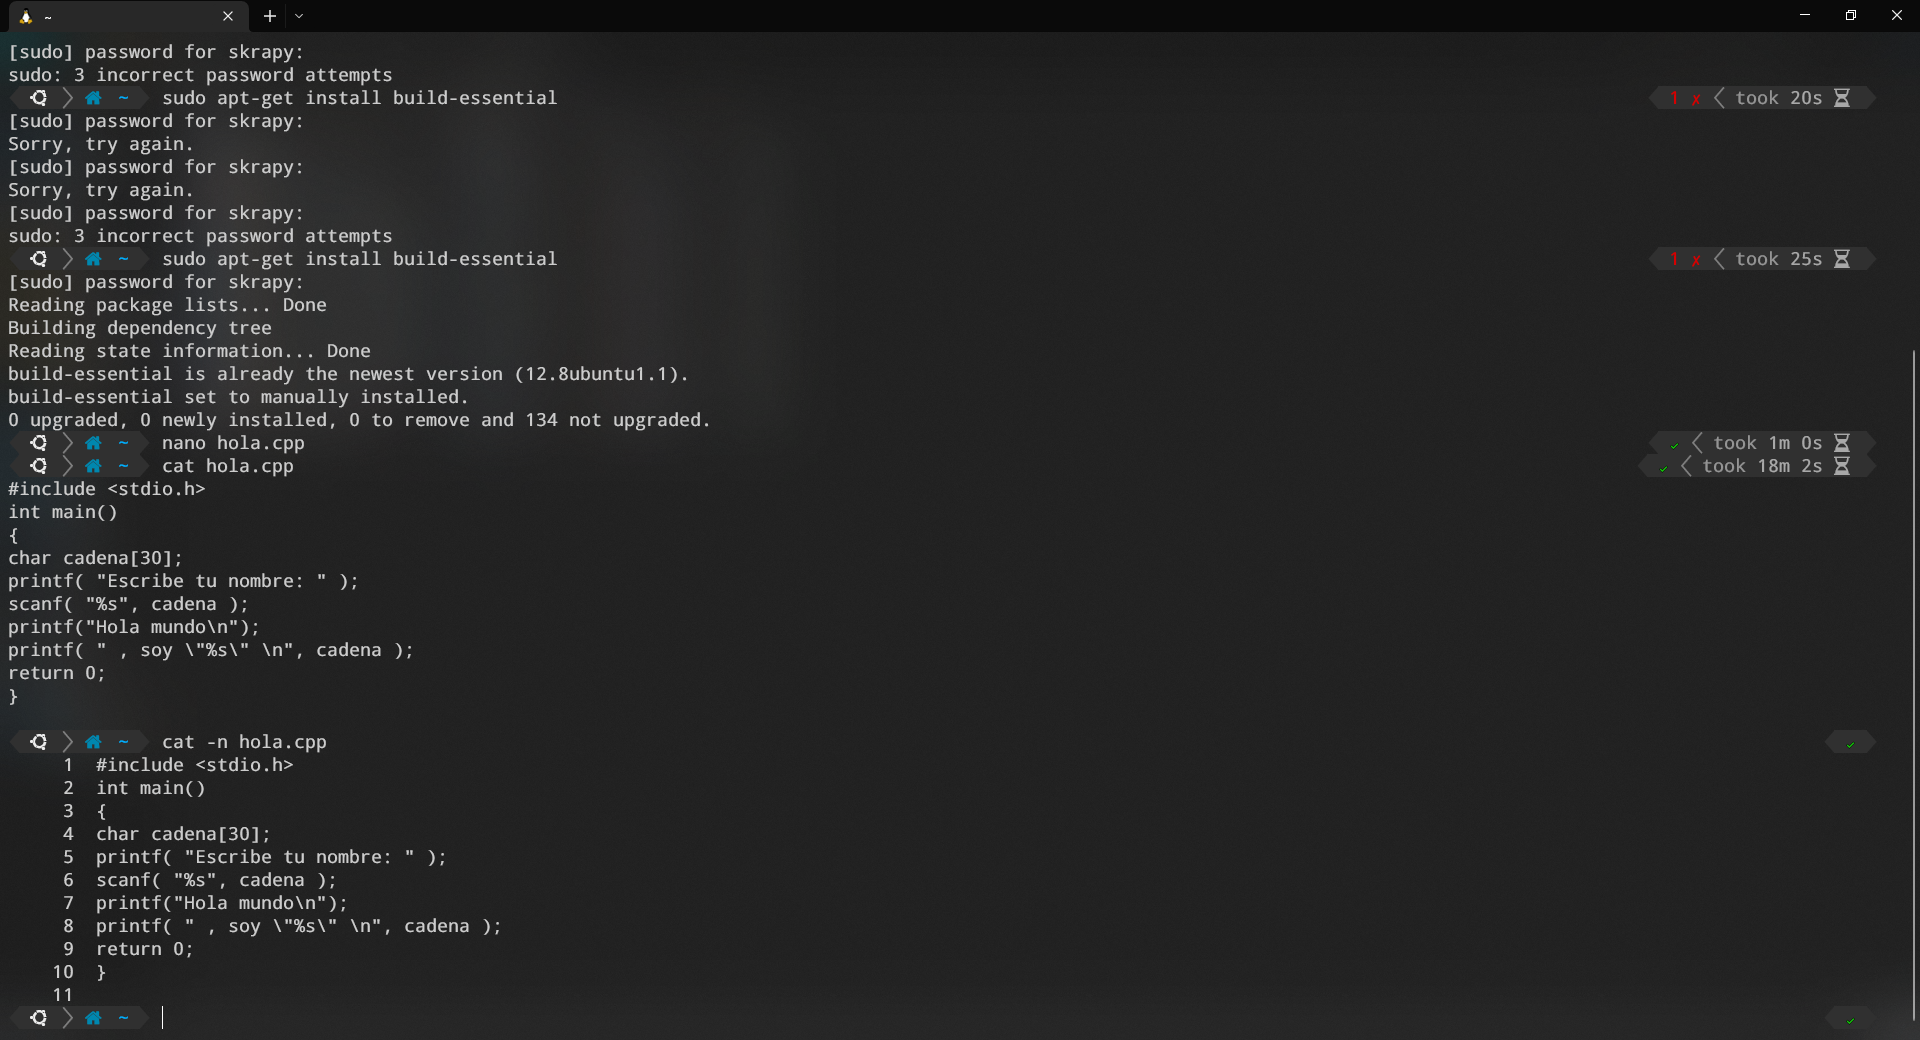 ~
[sudo] password for skrapy:
sudo: 3 incorrect password attempts
~ sudo apt-get install build-essential 1 x took 20s
[sudo] password for skrapy:
Sorry, try again.
[sudo] password for skrapy:
Sorry, try again.
[sudo] password for skrapy:
sudo: 3 incorrect password attempts
~ sudo apt-get install build-essential 1 x took 25s
[sudo] password for skrapy:
Reading package lists... Done
Building dependency tree
Reading state information... Done
build-essential is already the newest version (12.8ubuntu1.1).
build-essential set to manually installed.
0 upgraded, 0 newly installed, 0 to remove and 134 not upgraded.
~ nano hola.cpp ✓ took 1m 0s
~ cat hola.cpp ✓ took 18m 2s
#include <stdio.h>
int main()
{
char cadena[30];
printf( "Escribe tu nombre: " );
scanf( "%s", cadena );
printf("Hola mundo\n");
printf( " , soy \"%s\" \n", cadena );
return 0;
}
~ cat -n hola.cpp ✓
1 #include <stdio.h>
2 int main()
3 {
4 char cadena[30];
5 printf( "Escribe tu nombre: " );
6 scanf( "%s", cadena );
7 printf("Hola mundo\n");
8 printf( " , soy \"%s\" \n", cadena );
9 return 0;
10 }
11
~ ✓